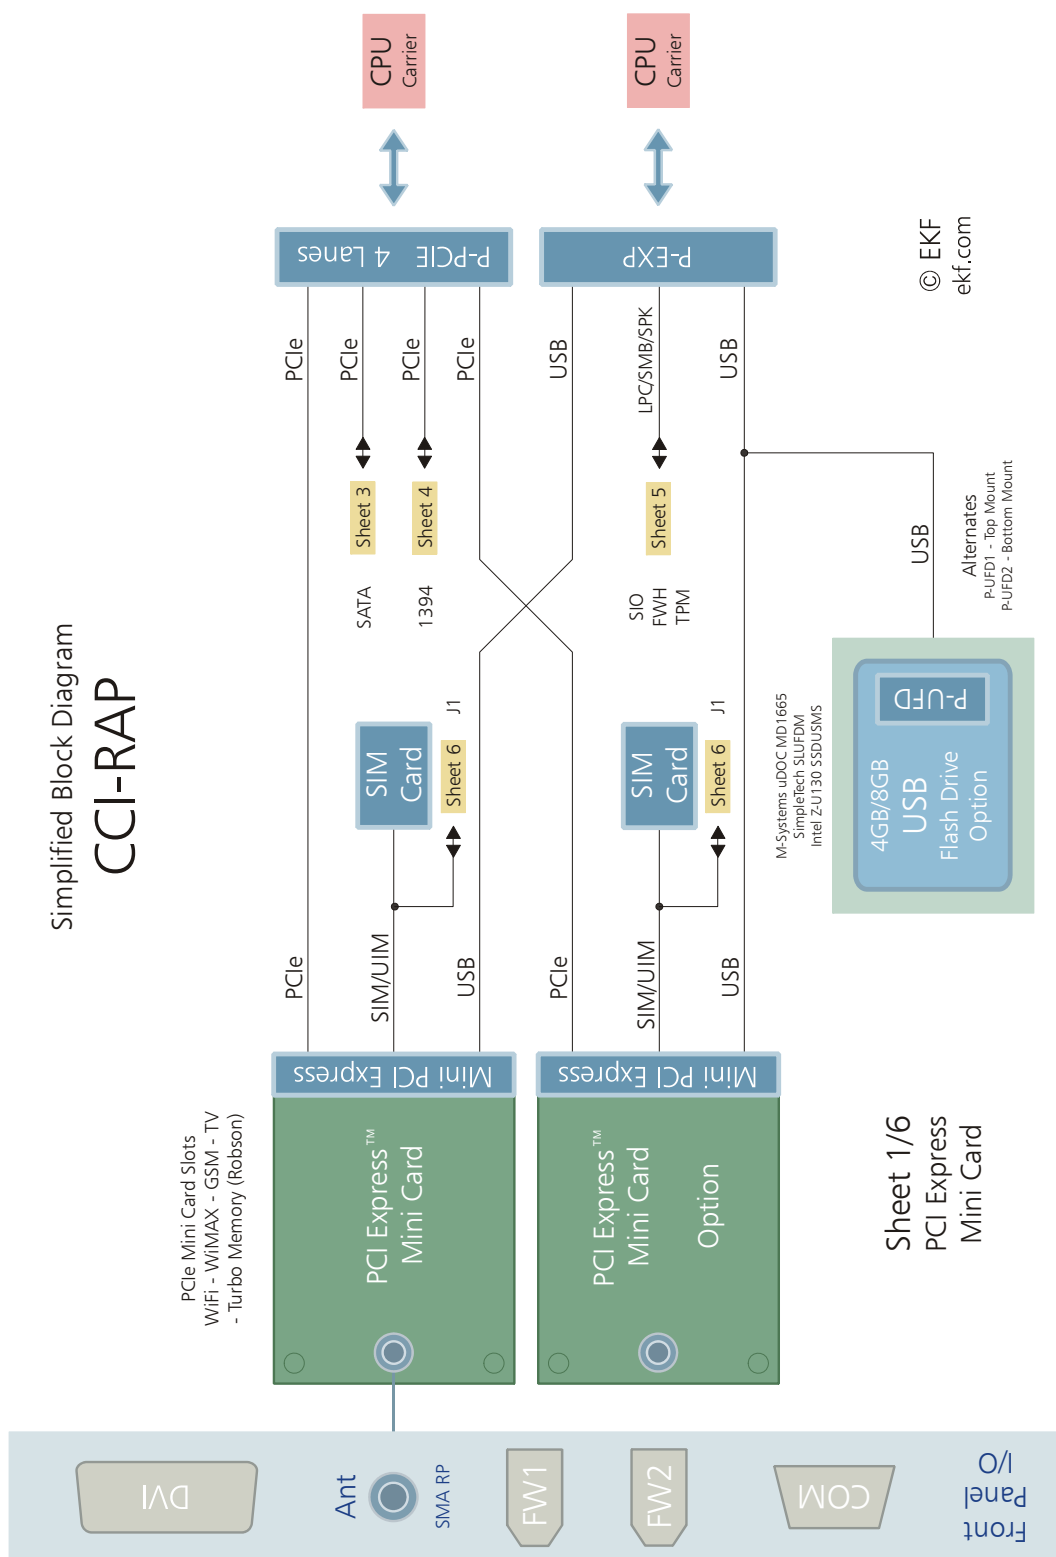 Simplified Block Diagram
CCI-RAP
PCIe Mini Card Slots
WiFi - WiMAX - GSM - TV
- Turbo Memory (Robson)
DVI
Ant
SMA RP
FW1
FW2
COM
Front
Panel
I/O
PCI Express™
Mini Card
Mini PCI Express
PCIe
SIM/UIM
USB
SIM
Card
Sheet 6
J1
SATA
Sheet 3
1394
Sheet 4
PCIe
PCIe
PCIe
PCIe
P-PCIE
4 Lanes
CPU
Carrier
PCI Express™
Mini Card
Option
Mini PCI Express
PCIe
SIM/UIM
USB
SIM
Card
Sheet 6
J1
SIO
FWH
TPM
Sheet 5
USB
LPC/SMB/SPK
USB
P-EXP
CPU
Carrier
M-Systems uDOC MD1665
SimpleTech SLUFDM
Intel Z-U130 SSDUSMS
4GB/8GB
USB
Flash Drive
Option
P-UFD
USB
Alternates
P-UFD1 - Top Mount
P-UFD2 - Bottom Mount
Sheet 1/6
PCI Express
Mini Card
© EKF
ekf.com